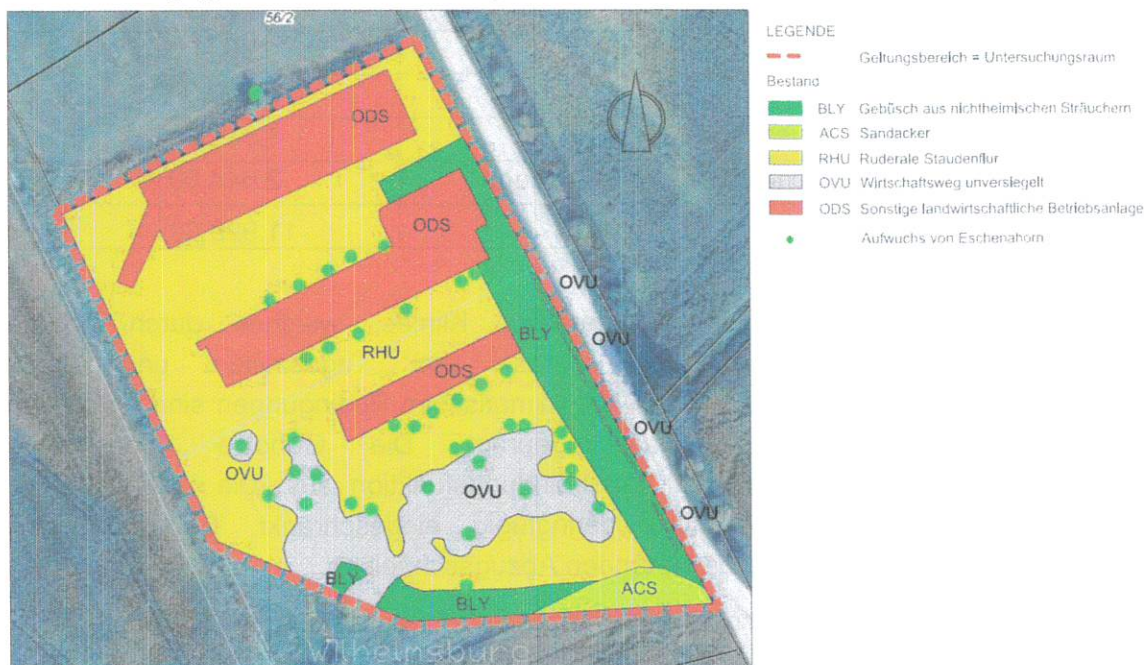 56/2
ODS
ODS
OVU
BLY
OVU
RHU
ODS
OVU
OVU
OVU
OVU
BLY
BLY
ACS
Wilhelmsburg
LEGENDE
Geltungsbereich = Untersuchungsraum
Bestand
BLY Gebüsch aus nichtheimischen Sträuchern
ACS Sandacker
RHU Ruderale Staudenflur
OVU Wirtschaftsweg unversiegelt
ODS Sonstige landwirtschaftliche Betriebsanlage
Aufwuchs von Eschenahorn